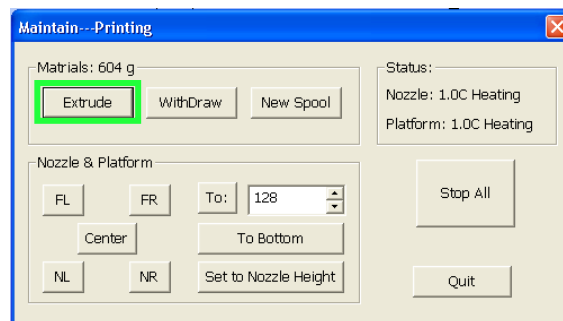 Maintain---Printing
Matrials: 604 g
Extrude WithDraw New Spool
Status:
Nozzle: 1.0C Heating
Platform: 1.0C Heating
Nozzle & Platform
FL FR To: 128
Center To Bottom
NL NR Set to Nozzle Height
Stop All
Quit